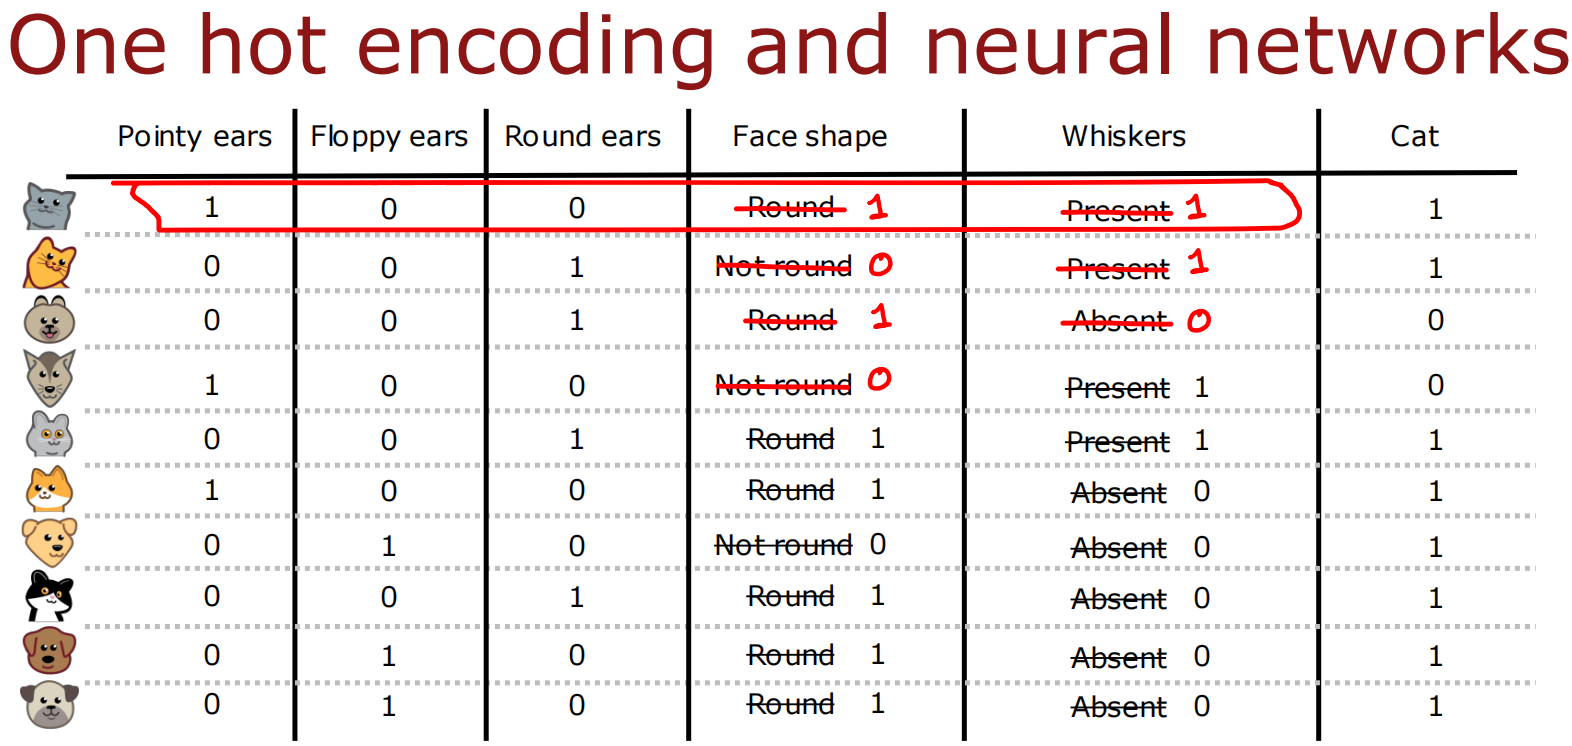 One hot encoding and neural networks
Pointy ears Floppy ears Round ears Face shape Whiskers Cat
1 0 0 Round 1 Present 1 1
0 0 1 Not round 0 Present 1 1
0 0 1 Round 1 Absent 0 0
1 0 0 Not round 0 Present 1 0
0 0 1 Round 1 Present 1 1
1 0 0 Round 1 Absent 0 1
0 1 0 Not round 0 Absent 0 1
0 0 1 Round 1 Absent 0 1
0 1 0 Round 1 Absent 0 1
0 1 0 Round 1 Absent 0 1